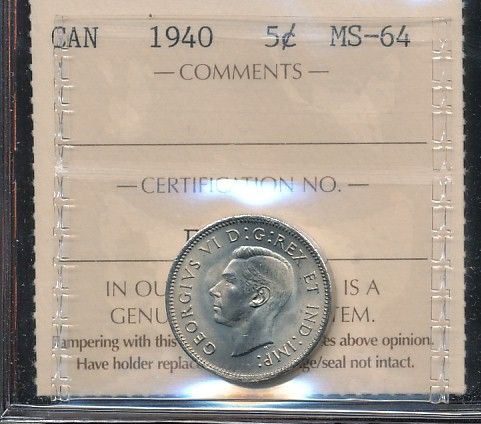 CAN 1940 5¢ MS-64
— COMMENTS —
— CERTIFICATION NO. —
IN OU IS A
GENU TEM.
ampering with this es above opinion.
Have holder replac ge/seal not intact.
GEORGIVS VI D:G:REX ET IND:IMP: